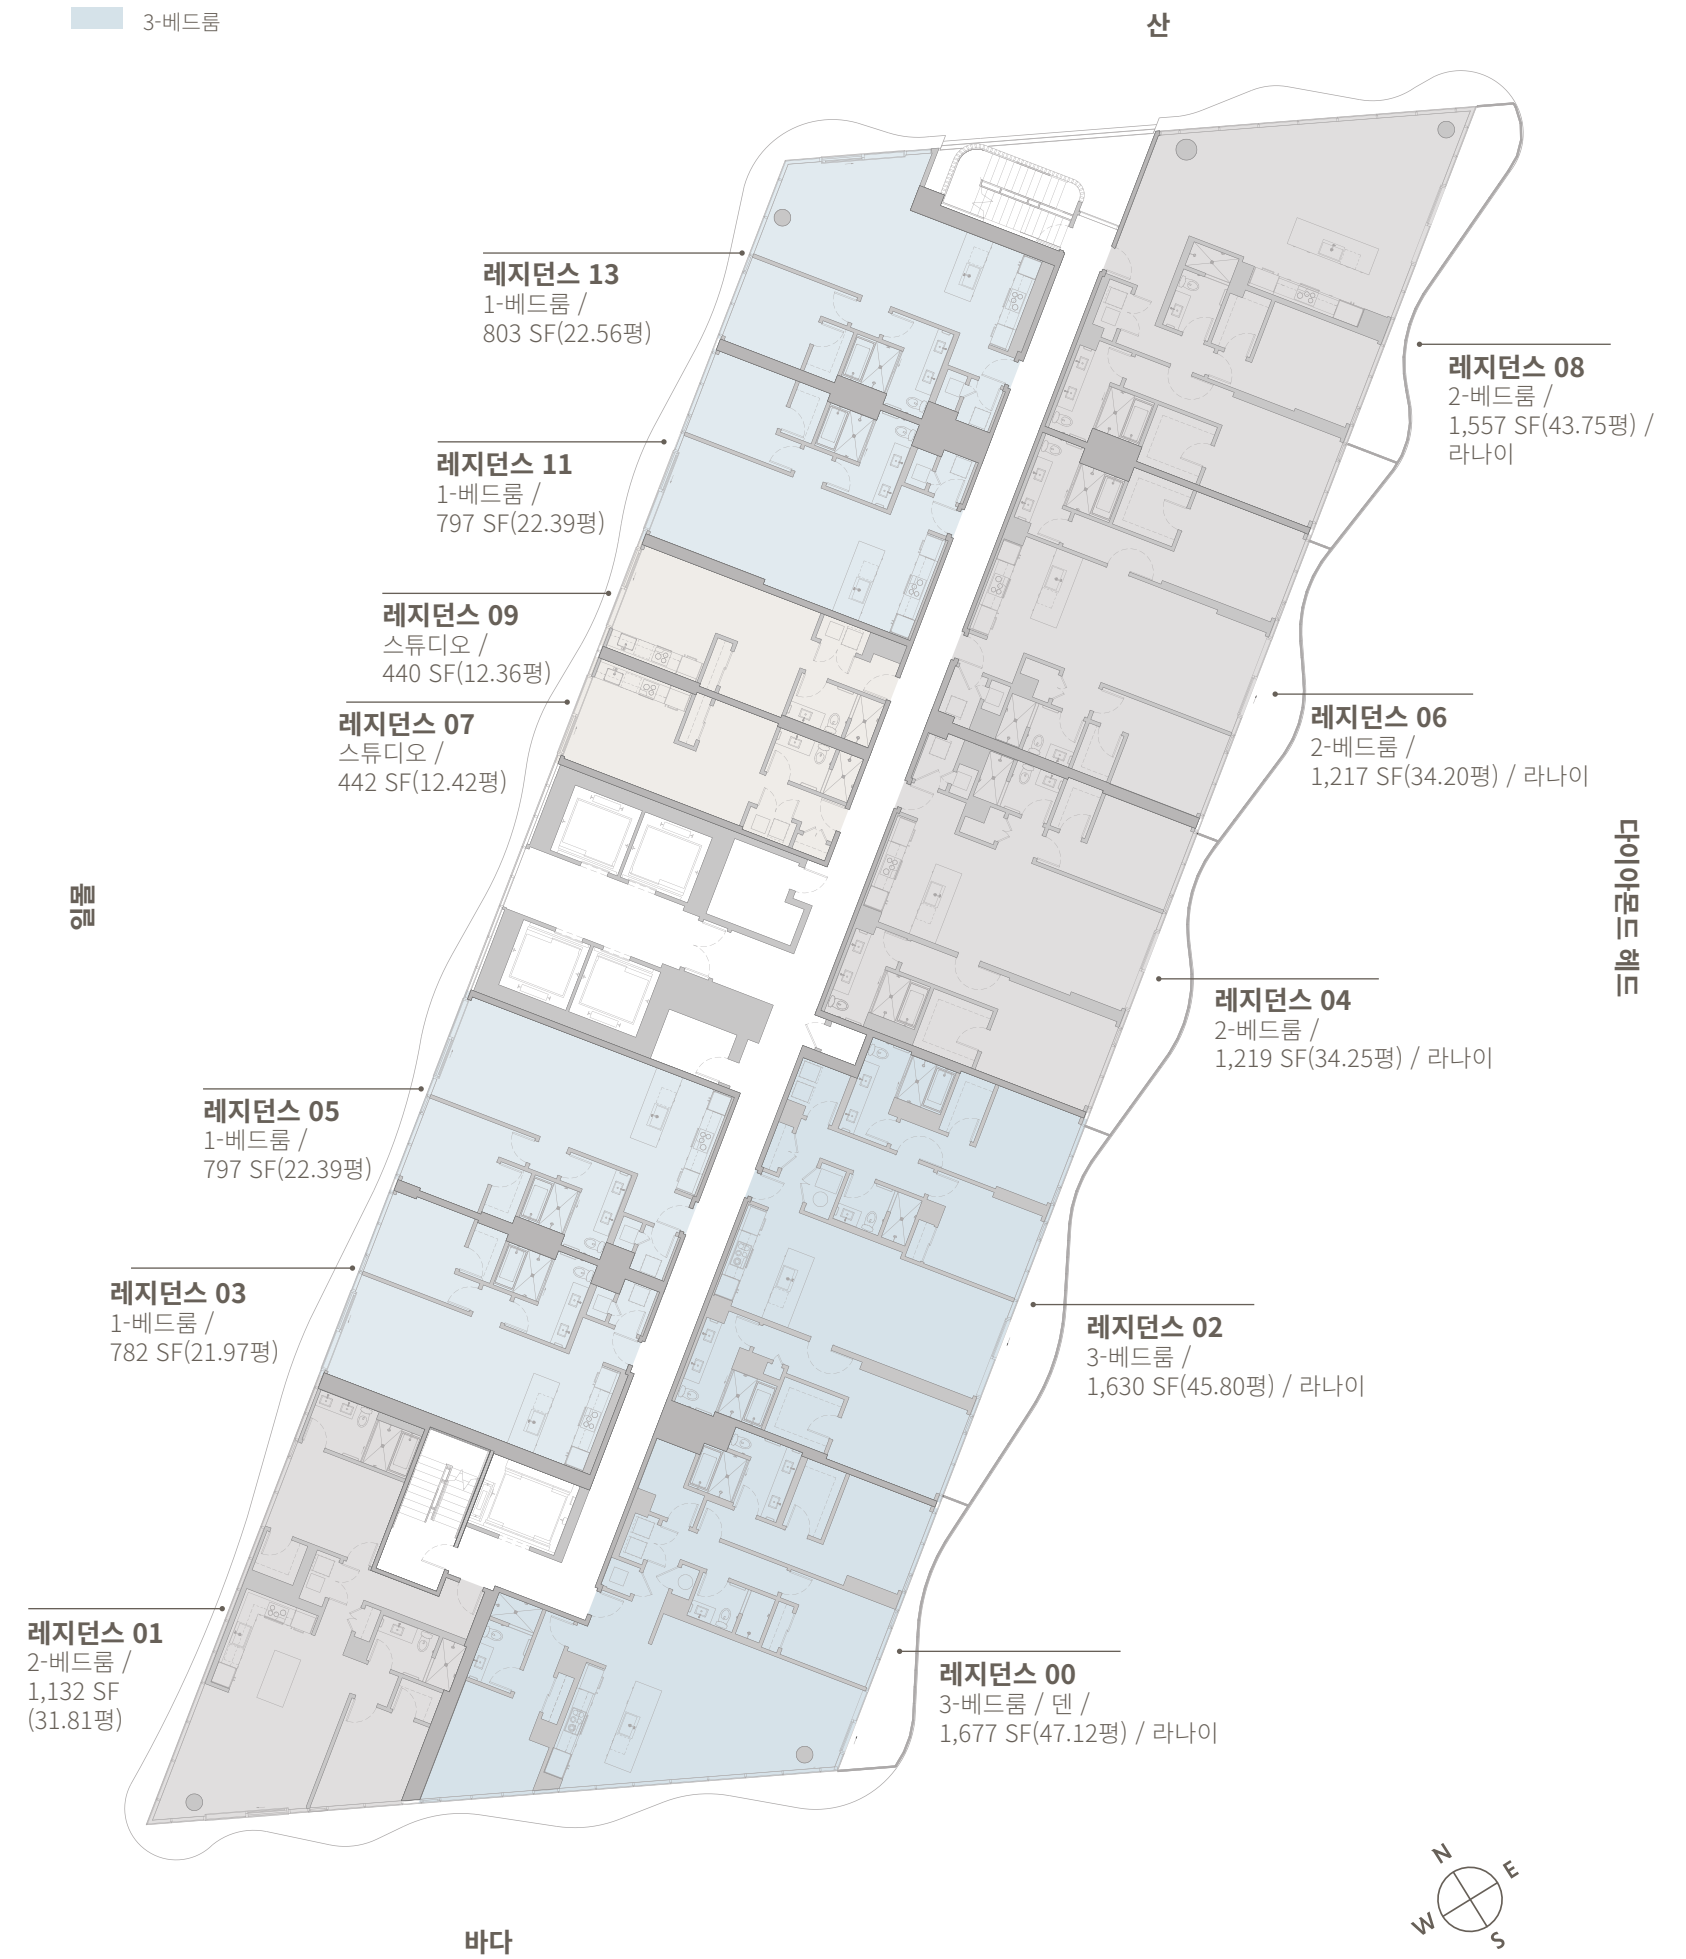 3-베드룸
산
레지던스 13
1-베드룸 /
803 SF(22.56평)
레지던스 08
2-베드룸 /
1,557 SF(43.75평) /
라나이
레지던스 11
1-베드룸 /
797 SF(22.39평)
레지던스 09
스튜디오 /
440 SF(12.36평)
레지던스 07
스튜디오 /
442 SF(12.42평)
레지던스 06
2-베드룸 /
1,217 SF(34.20평) / 라나이
다이아몬드 헤드
일몰
레지던스 04
2-베드룸 /
1,219 SF(34.25평) / 라나이
레지던스 05
1-베드룸 /
797 SF(22.39평)
레지던스 03
1-베드룸 /
782 SF(21.97평)
레지던스 02
3-베드룸 /
1,630 SF(45.80평) / 라나이
레지던스 01
2-베드룸 /
1,132 SF
(31.81평)
레지던스 00
3-베드룸 / 덴 /
1,677 SF(47.12평) / 라나이
N
E
W
S
바다